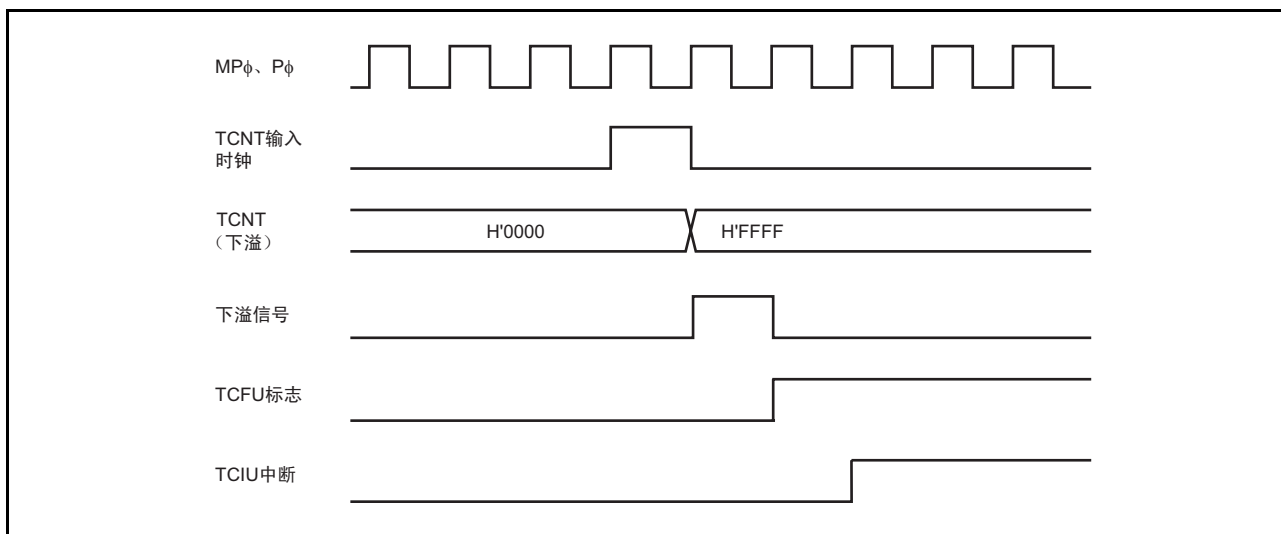 MPφ、Pφ
TCNT输入
时钟
TCNT
（下溢）
H'0000
H'FFFF
下溢信号
TCFU标志
TCIU中断